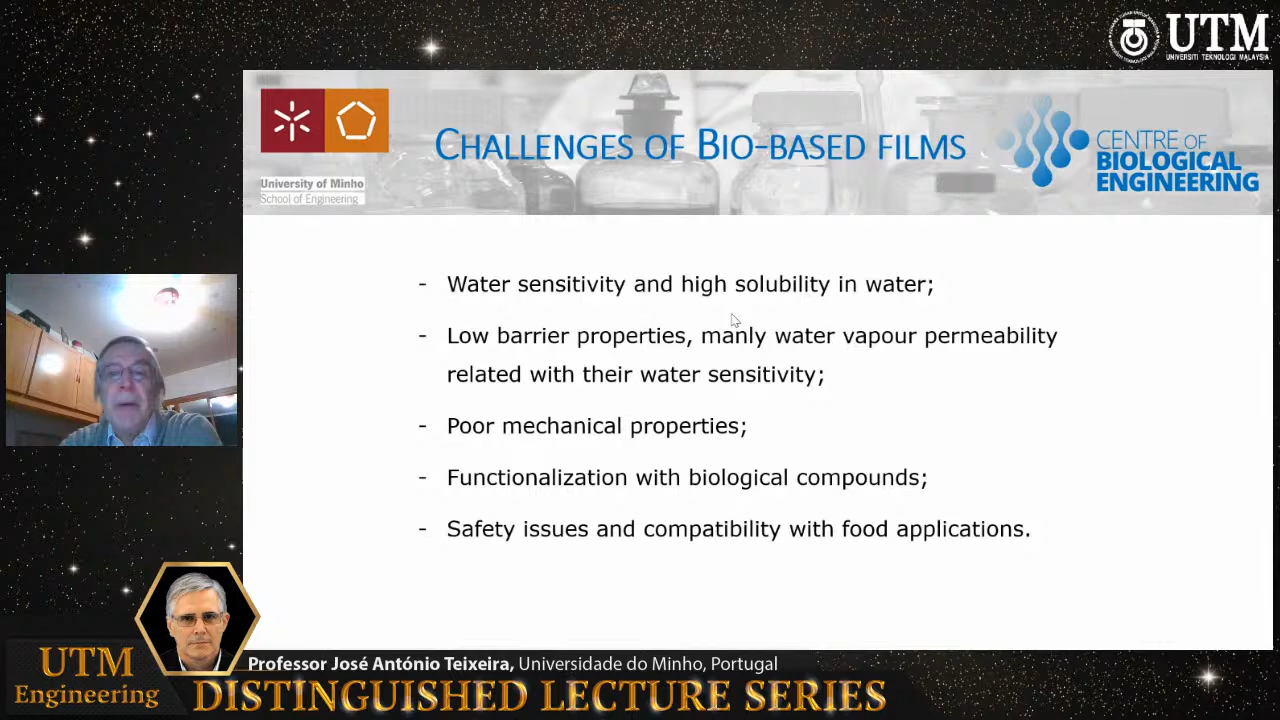 UTM
UNIVERSITI TEKNOLOGI MALAYSIA
University of Minho
School of Engineering
CHALLENGES OF BIO-BASED FILMS
CENTRE OF
BIOLOGICAL
ENGINEERING
- Water sensitivity and high solubility in water;
- Low barrier properties, manly water vapour permeability
related with their water sensitivity;
- Poor mechanical properties;
- Functionalization with biological compounds;
- Safety issues and compatibility with food applications.
UTM
Engineering
Professor José António Teixeira, Universidade do Minho, Portugal
DISTINGUISHED LECTURE SERIES